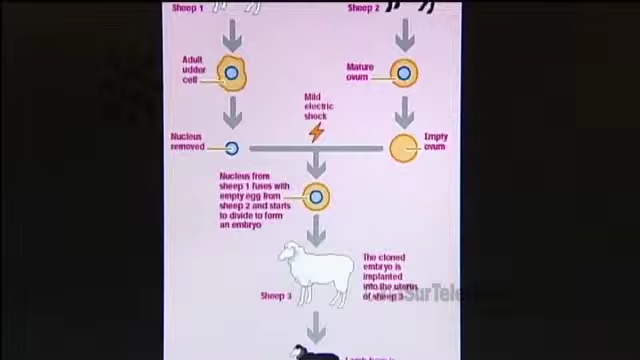 Sheep 1
Sheep 2
Adult
udder
cell
Mature
ovum
Mild
electric
shock
Nucleus
removed
Empty
ovum
Nucleus from
sheep 1 fuses with
empty egg from
sheep 2 and starts
to divide to form
an embryo
The cloned
embryo is
implanted
into the uterus
of sheep 3
Sheep 3